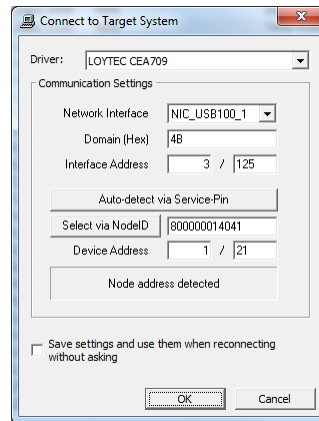 Connect to Target System
Driver: LOYTEC CEA709
Communication Settings
Network Interface NIC_USB100_1
Domain (Hex) 4B
Interface Address 3 / 125
Auto-detect via Service-Pin
Select via NodeID 800000014041
Device Address 1 / 21
Node address detected
Save settings and use them when reconnecting
without asking
OK Cancel